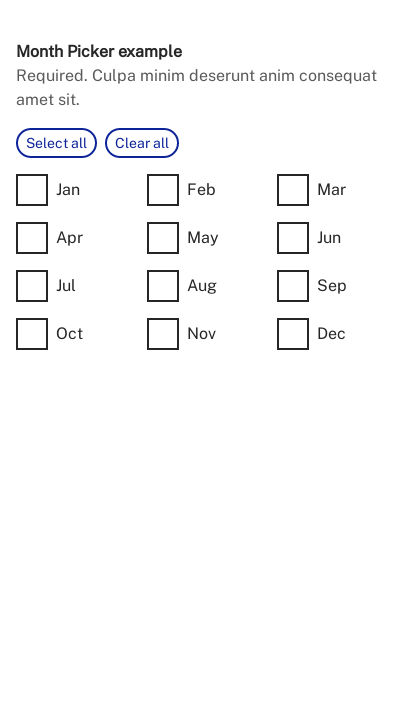 Month Picker example
Required. Culpa minim deserunt anim consequat
amet sit.
Select all Clear all
Jan Feb Mar
Apr May Jun
Jul Aug Sep
Oct Nov Dec